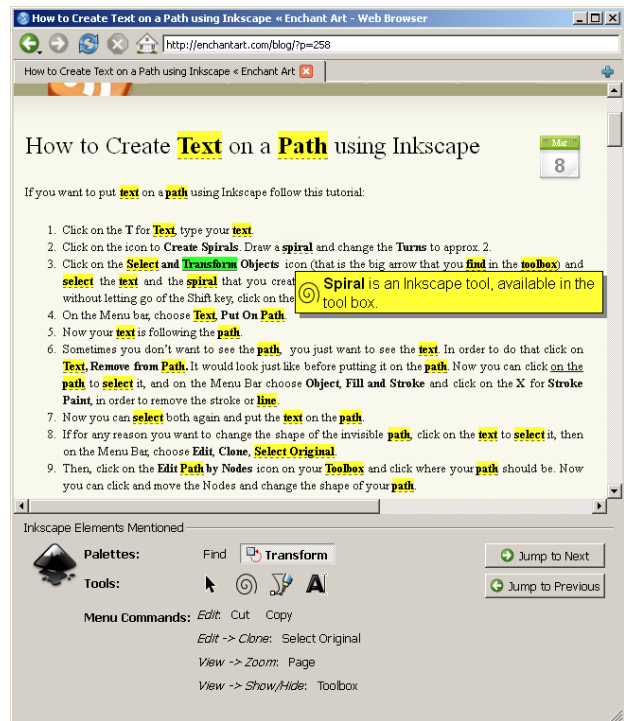 How to Create Text on a Path using Inkscape « Enchant Art - Web Browser
http://enchantart.com/blog/?p=258
How to Create Text on a Path using Inkscape « Enchant Art
How to Create Text on a Path using Inkscape
Mar
8
If you want to put text on a path using Inkscape follow this tutorial:
1. Click on the T for Text, type your text.
2. Click on the icon to Create Spirals. Draw a spiral and change the Turns to approx. 2.
3. Click on the Select and Transform Objects icon (that is the big arrow that you find in the toolbox) and
select the text and the spiral that you creat
without letting go of the Shift key, click on the
Spiral is an Inkscape tool, available in the
tool box.
4. On the Menu bar, choose Text, Put On Path.
5. Now your text is following the path.
6. Sometimes you don't want to see the path, you just want to see the text. In order to do that click on
Text, Remove from Path. It would look just like before putting it on the path. Now you can click on the
path to select it, and on the Menu Bar choose Object, Fill and Stroke and click on the X for Stroke
Paint, in order to remove the stroke or line.
7. Now you can select both again and put the text on the path.
8. If for any reason you want to change the shape of the invisible path, click on the text to select it, then
on the Menu Bar, choose Edit, Clone, Select Original.
9. Then, click on the Edit Path by Nodes icon on your Toolbox and click where your path should be. Now
you can click and move the Nodes and change the shape of your path.
Inkscape Elements Mentioned
Palettes: Find Transform
Jump to Next
Tools:
Jump to Previous
Menu Commands: Edit: Cut Copy
Edit -> Clone: Select Original
View -> Zoom: Page
View -> Show/Hide: Toolbox